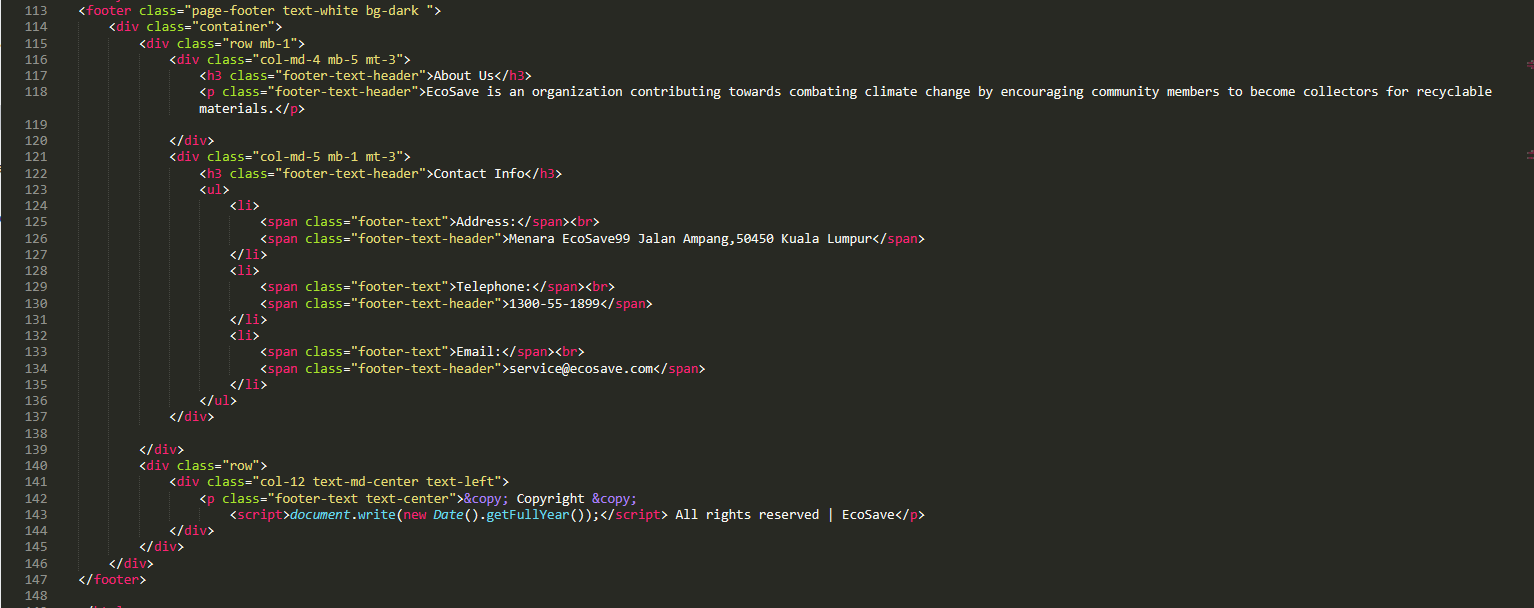 113 <footer class="page-footer text-white bg-dark ">
114 <div class="container">
115 <div class="row mb-1">
116 <div class="col-md-4 mb-5 mt-3">
117 <h3 class="footer-text-header">About Us</h3>
118 <p class="footer-text-header">EcoSave is an organization contributing towards combating climate change by encouraging community members to become collectors for recyclable
materials.</p>
119
120 </div>
121 <div class="col-md-5 mb-1 mt-3">
122 <h3 class="footer-text-header">Contact Info</h3>
123 <ul>
124 <li>
125 <span class="footer-text">Address:</span><br>
126 <span class="footer-text-header">Menara EcoSave99 Jalan Ampang,50450 Kuala Lumpur</span>
127 </li>
128 <li>
129 <span class="footer-text">Telephone:</span><br>
130 <span class="footer-text-header">1300-55-1899</span>
131 </li>
132 <li>
133 <span class="footer-text">Email:</span><br>
134 <span class="footer-text-header">service@ecosave.com</span>
135 </li>
136 </ul>
137 </div>
138
139 </div>
140 <div class="row">
141 <div class="col-12 text-md-center text-left">
142 <p class="footer-text text-center">&copy; Copyright &copy;
143 <script>document.write(new Date().getFullYear());</script> All rights reserved | EcoSave</p>
144 </div>
145 </div>
146 </div>
147 </footer>
148